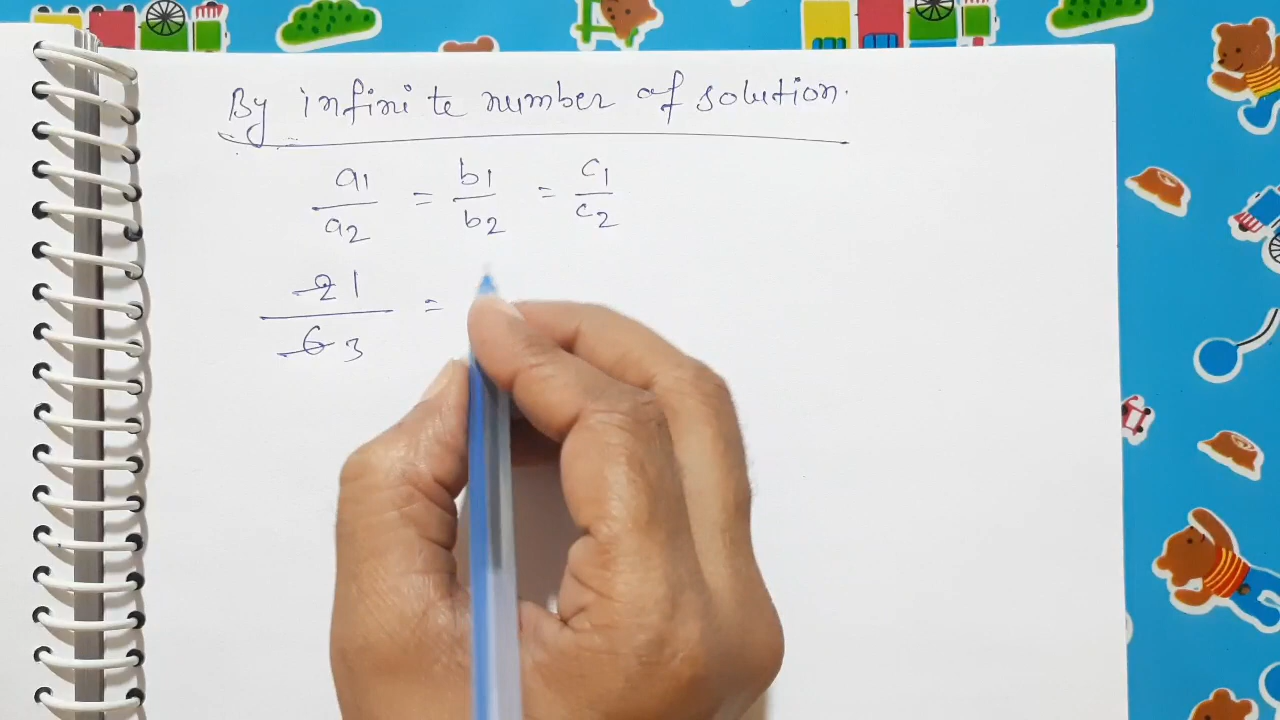 By infinite number of solution.
a1/a2 = b1/b2 = c1/c2
2 1/6 3 =